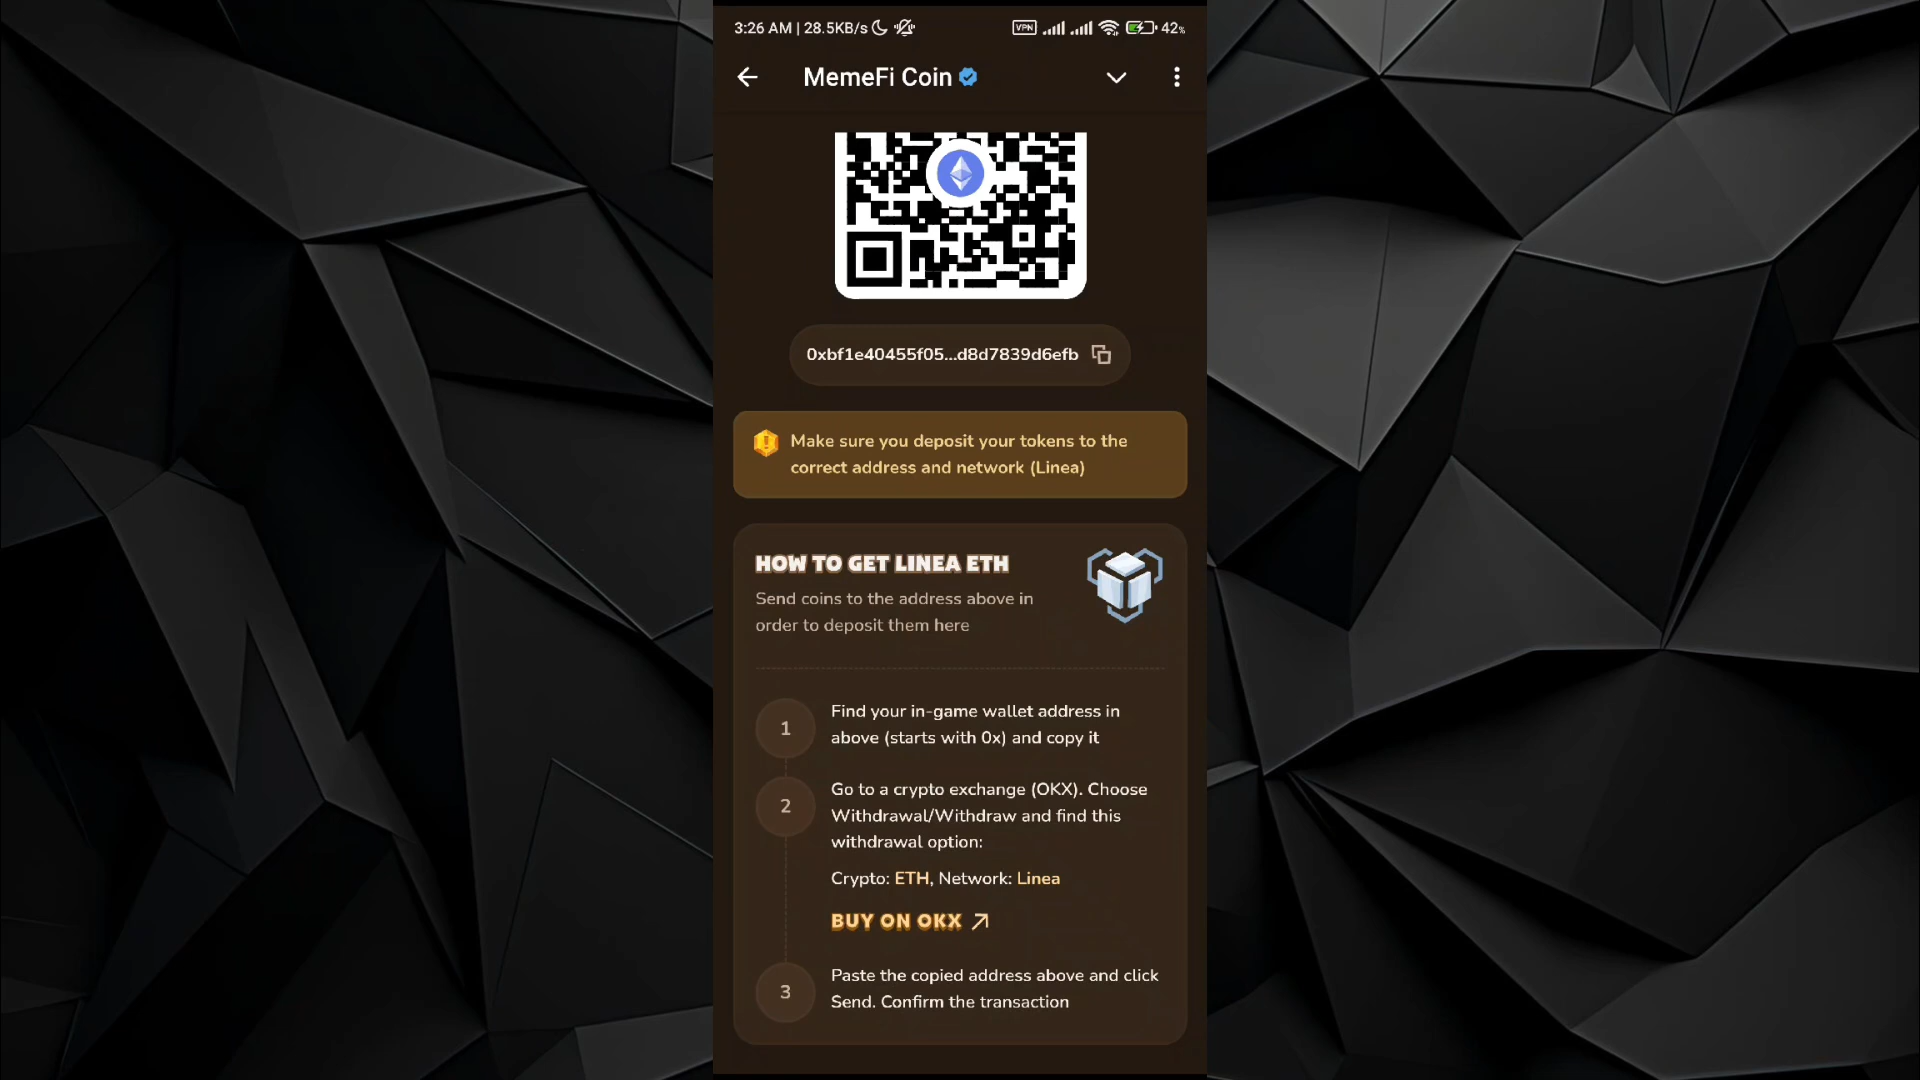 3:26 AM | 28.5KB/s VPN 42%
MemeFi Coin
0xbf1e40455f05...d8d7839d6efb
Make sure you deposit your tokens to the
correct address and network (Linea)
HOW TO GET LINEA ETH
Send coins to the address above in
order to deposit them here
1
Find your in-game wallet address in
above (starts with 0x) and copy it
2
Go to a crypto exchange (OKX). Choose
Withdrawal/Withdraw and find this
withdrawal option:
Crypto: ETH, Network: Linea
BUY ON OKX
3
Paste the copied address above and click
Send. Confirm the transaction